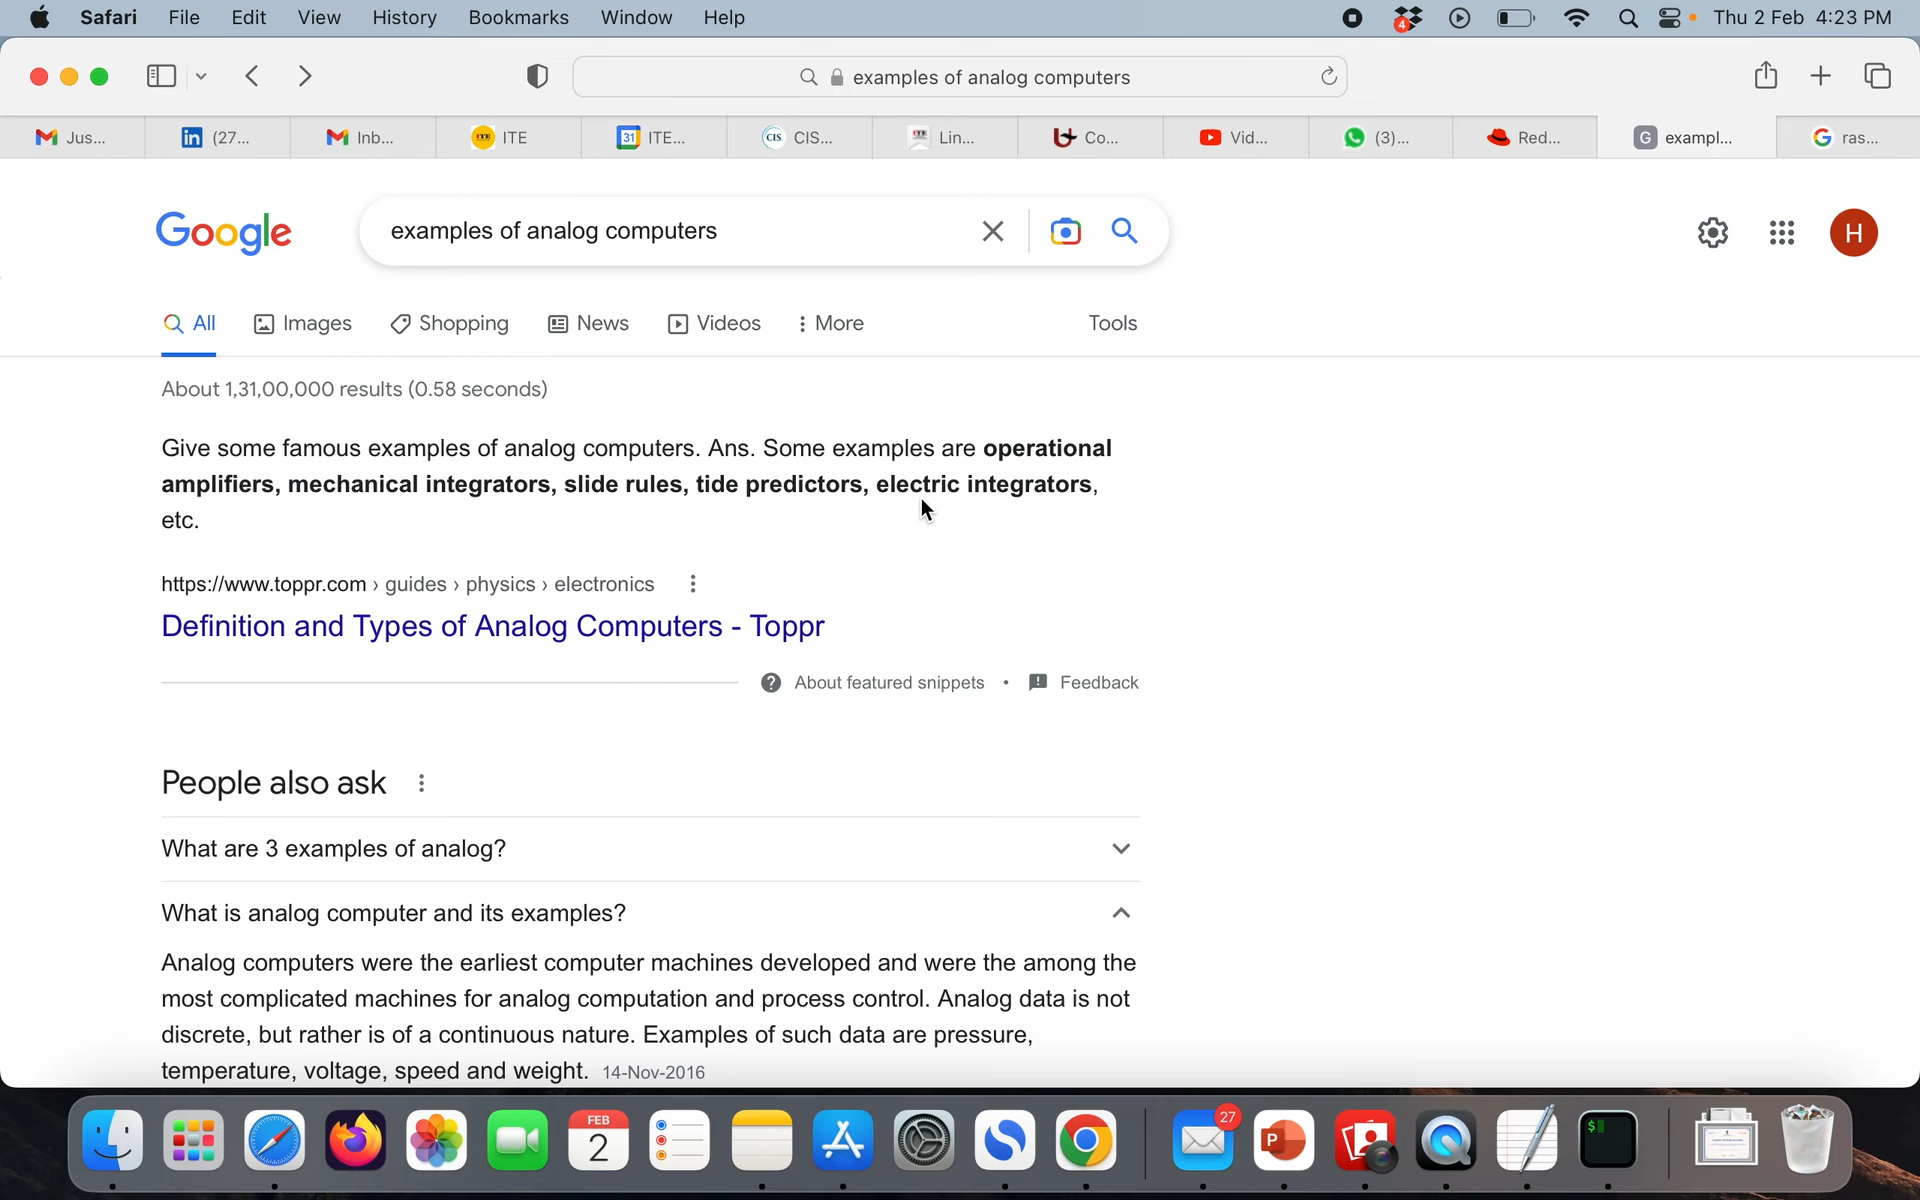 Safari File Edit View History Bookmarks Window Help 4 Thu 2 Feb 4:23 PM
examples of analog computers
Jus... (27... Inb... ITE ITE ITE... 31 CIS CIS... Lin... Co... Vid... (3)... Red... G exampl... ras...
Google examples of analog computers H
All Images Shopping News Videos More Tools
About 1,31,00,000 results (0.58 seconds)
Give some famous examples of analog computers. Ans. Some examples are operational
amplifiers, mechanical integrators, slide rules, tide predictors, electric integrators,
etc.
https://www.toppr.com › guides › physics › electronics
Definition and Types of Analog Computers - Toppr
About featured snippets • Feedback
People also ask
What are 3 examples of analog?
What is analog computer and its examples?
Analog computers were the earliest computer machines developed and were the among the
most complicated machines for analog computation and process control. Analog data is not
discrete, but rather is of a continuous nature. Examples of such data are pressure,
temperature, voltage, speed and weight. 14-Nov-2016
FEB 27
2 P $